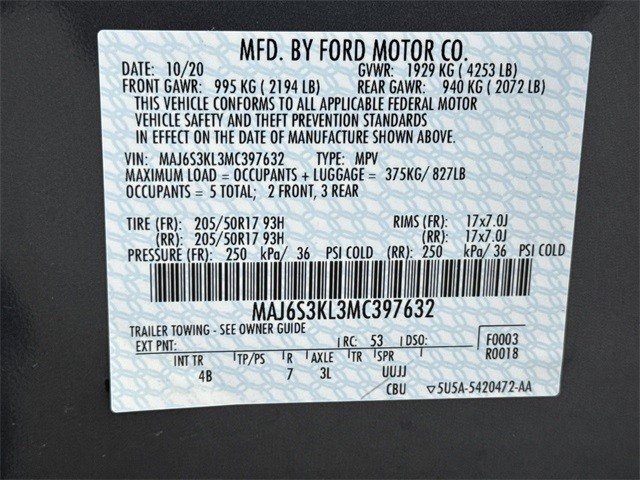 MFD. BY FORD MOTOR CO.
DATE: 10/20 GVWR: 1929 KG ( 4253 LB)
FRONT GAWR: 995 KG ( 2194 LB) REAR GAWR: 940 KG ( 2072 LB)
THIS VEHICLE CONFORMS TO ALL APPLICABLE FEDERAL MOTOR
VEHICLE SAFETY AND THEFT PREVENTION STANDARDS
IN EFFECT ON THE DATE OF MANUFACTURE SHOWN ABOVE.
VIN: MAJ6S3KL3MC397632 TYPE: MPV
MAXIMUM LOAD = OCCUPANTS + LUGGAGE = 375KG/ 827LB
OCCUPANTS = 5 TOTAL; 2 FRONT, 3 REAR
TIRE (FR): 205/50R17 93H RIMS (FR): 17x7.0J
(RR): 205/50R17 93H (RR): 17x7.0J
PRESSURE (FR): 250 kPa/ 36 PSI COLD (RR): 250 kPa/ 36 PSI COLD
MAJ6S3KL3MC397632
TRAILER TOWING - SEE OWNER GUIDE
EXT PNT: RC: 53 DSO: F0003
R0018
INT TR TP/PS R AXLE TR SPR
4B 7 3L UUJJ
CBU ▽5U5A-5420472-AA